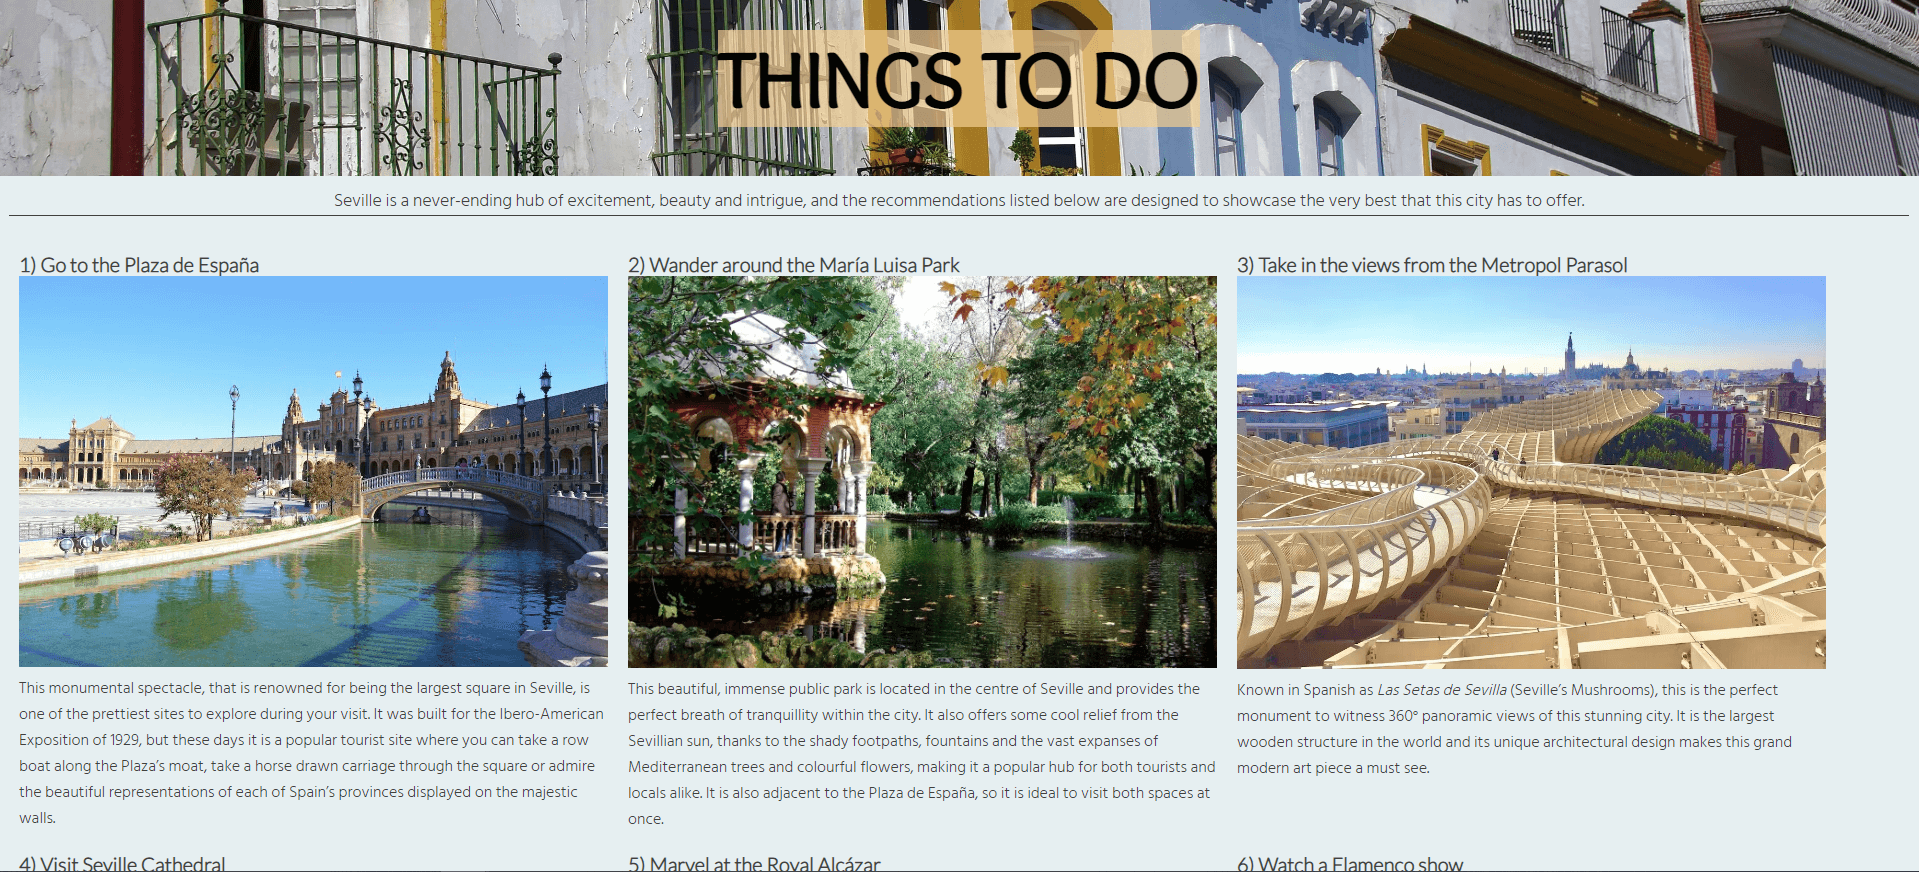 THINGS TO DO
Seville is a never-ending hub of excitement, beauty and intrigue, and the recommendations listed below are designed to showcase the very best that this city has to offer.
1) Go to the Plaza de España
This monumental spectacle, that is renowned for being the largest square in Seville, is
one of the prettiest sites to explore during your visit. It was built for the Ibero-American
Exposition of 1929, but these days it is a popular tourist site where you can take a row
boat along the Plaza's moat, take a horse drawn carriage through the square or admire
the beautiful representations of each of Spain's provinces displayed on the majestic
walls.
2) Wander around the María Luisa Park
This beautiful, immense public park is located in the centre of Seville and provides the
perfect breath of tranquillity within the city. It also offers some cool relief from the
Sevillian sun, thanks to the shady footpaths, fountains and the vast expanses of
Mediterranean trees and colourful flowers, making it a popular hub for both tourists and
locals alike. It is also adjacent to the Plaza de España, so it is ideal to visit both spaces at
once.
3) Take in the views from the Metropol Parasol
Known in Spanish as Las Setas de Sevilla (Seville's Mushrooms), this is the perfect
monument to witness 360° panoramic views of this stunning city. It is the largest
wooden structure in the world and its unique architectural design makes this grand
modern art piece a must see.
4) Visit Seville Cathedral
5) Marvel at the Royal Alcázar
6) Watch a Flamenco show